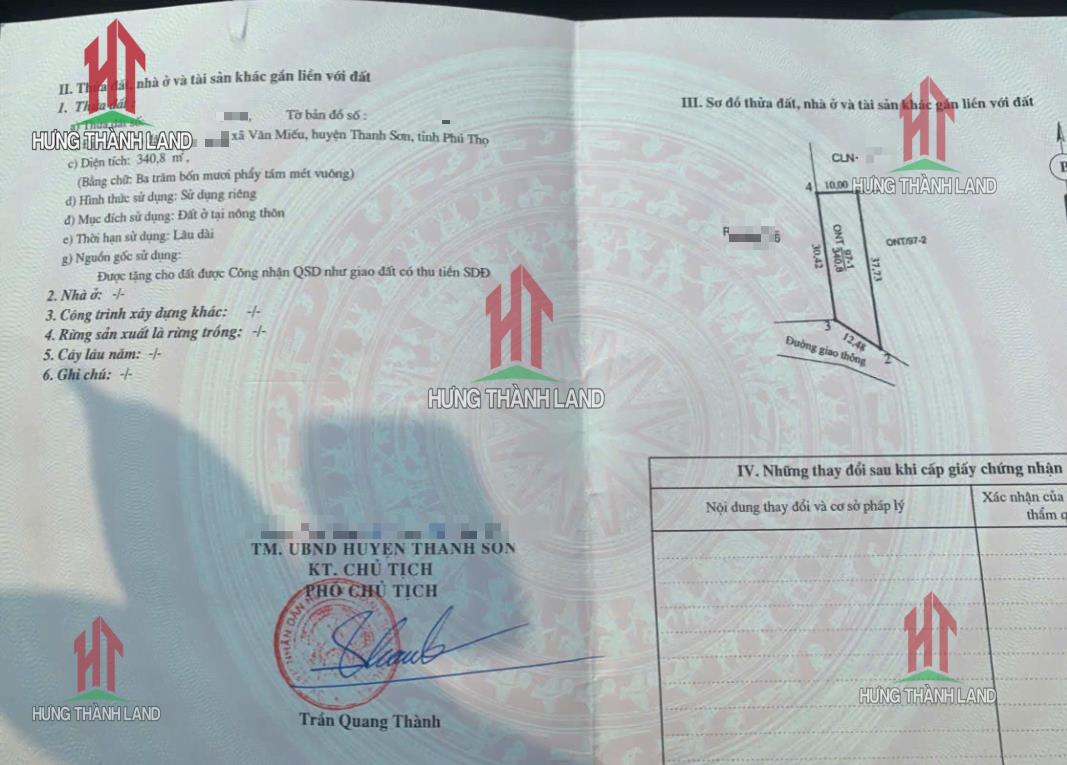 II. Thửa đất, nhà ở và tài sản khác gắn liền với đất
1. Thửa đất :
a) Thửa đất số: , Tờ bản đồ số :
xã Văn Miếu, huyện Thanh Sơn, tỉnh Phú Thọ
c) Diện tích: 340,8 m²,
(Bằng chữ: Ba trăm bốn mươi phẩy tám mét vuông)
d) Hình thức sử dụng: Sử dụng riêng
đ) Mục đích sử dụng: Đất ở tại nông thôn
e) Thời hạn sử dụng: Lâu dài
g) Nguồn gốc sử dụng:
Được tặng cho đất được Công nhận QSD như giao đất có thu tiền SDĐ
2. Nhà ở: -/-
3. Công trình xây dựng khác: -/-
4. Rừng sản xuất là rừng trồng: -/-
5. Cây lâu năm: -/-
6. Ghi chú: -/-
TM. UBND HUYỆN THANH SƠN
KT. CHỦ TỊCH
PHÓ CHỦ TỊCH
Trần Quang Thành
III. Sơ đồ thửa đất, nhà ở và tài sản khác gắn liền với đất
CLN
4
10,00
ONT 97-1
340,8
ONT/97-2
30,42
37,73
3
12,48
2
Đường giao thông
IV. Những thay đổi sau khi cấp giấy chứng nhận
Nội dung thay đổi và cơ sở pháp lý
Xác nhận của
thẩm q
HT
HƯNG THÀNH LAND
HT
HƯNG THÀNH LAND
HT
HƯNG THÀNH LAND
HT
HƯNG THÀNH LAND
HT
HƯNG THÀNH LAND